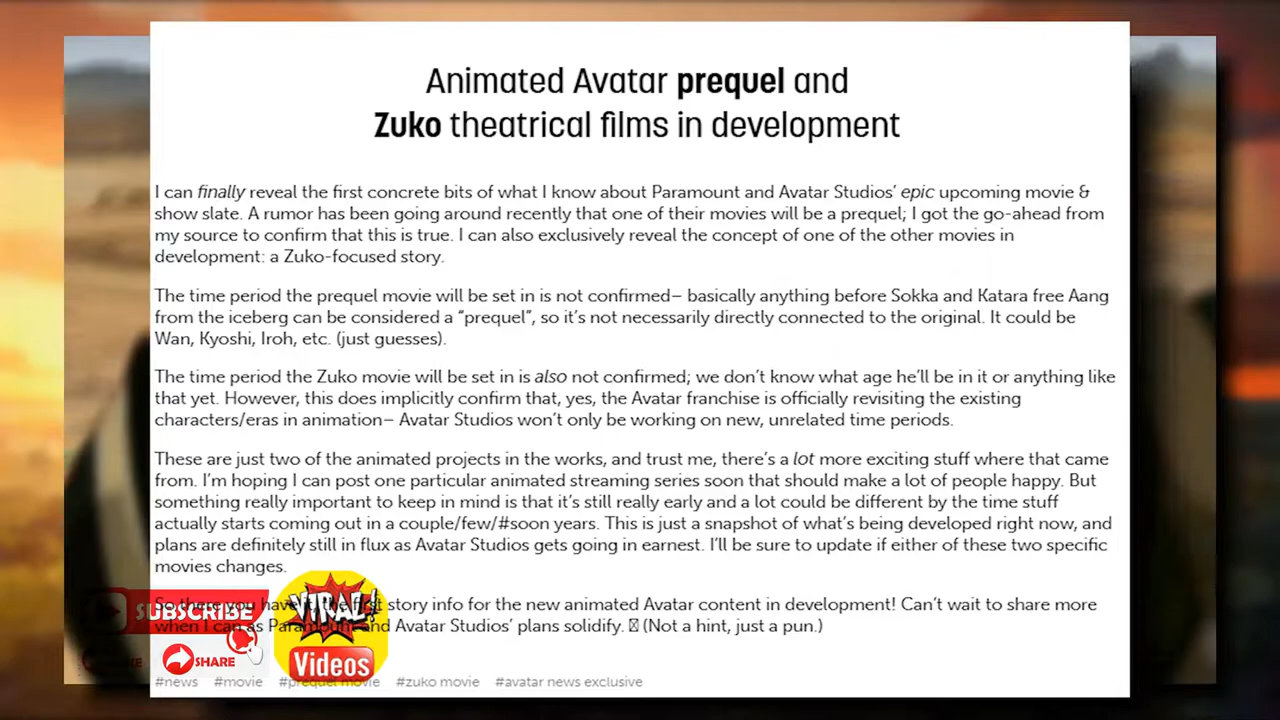 Animated Avatar prequel and
Zuko theatrical films in development
I can finally reveal the first concrete bits of what I know about Paramount and Avatar Studios' epic upcoming movie &
show slate. A rumor has been going around recently that one of their movies will be a prequel; I got the go-ahead from
my source to confirm that this is true. I can also exclusively reveal the concept of one of the other movies in
development: a Zuko-focused story.
The time period the prequel movie will be set in is not confirmed– basically anything before Sokka and Katara free Aang
from the iceberg can be considered a “prequel”, so it's not necessarily directly connected to the original. It could be
Wan, Kyoshi, Iroh, etc. (just guesses).
The time period the Zuko movie will be set in is also not confirmed; we don't know what age he'll be in it or anything like
that yet. However, this does implicitly confirm that, yes, the Avatar franchise is officially revisiting the existing
characters/eras in animation– Avatar Studios won't only be working on new, unrelated time periods.
These are just two of the animated projects in the works, and trust me, there's a lot more exciting stuff where that came
from. I'm hoping I can post one particular animated streaming series soon that should make a lot of people happy. But
something really important to keep in mind is that it's still really early and a lot could be different by the time stuff
actually starts coming out in a couple/few/#soon years. This is just a snapshot of what's being developed right now, and
plans are definitely still in flux as Avatar Studios gets going in earnest. I'll be sure to update if either of these two specific
movies changes.
So there you have it, the first story info for the new animated Avatar content in development! Can't wait to share more
when I can as Paramount and Avatar Studios' plans solidify. (Not a hint, just a pun.)
#news #movie #prequel movie #zuko movie #avatar news exclusive
SUBSCRIBE
SHARE
VIRAL!
Videos